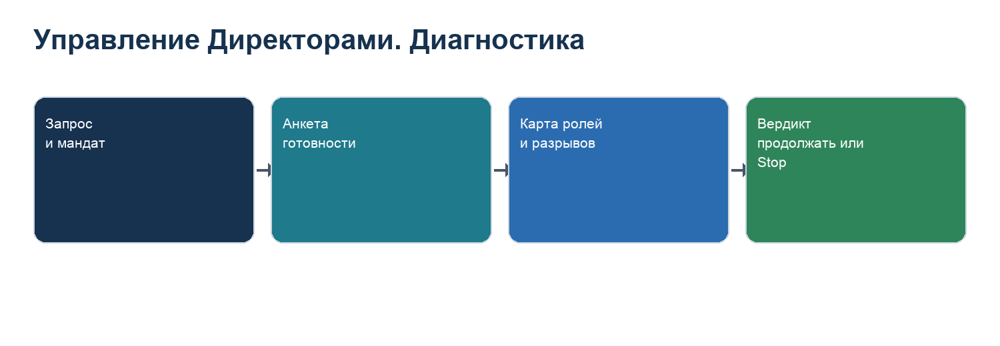 Управление Директорами. Диагностика
Запрос
и мандат
Анкета
готовности
Карта ролей
и разрывов
Вердикт
продолжать или
Stop